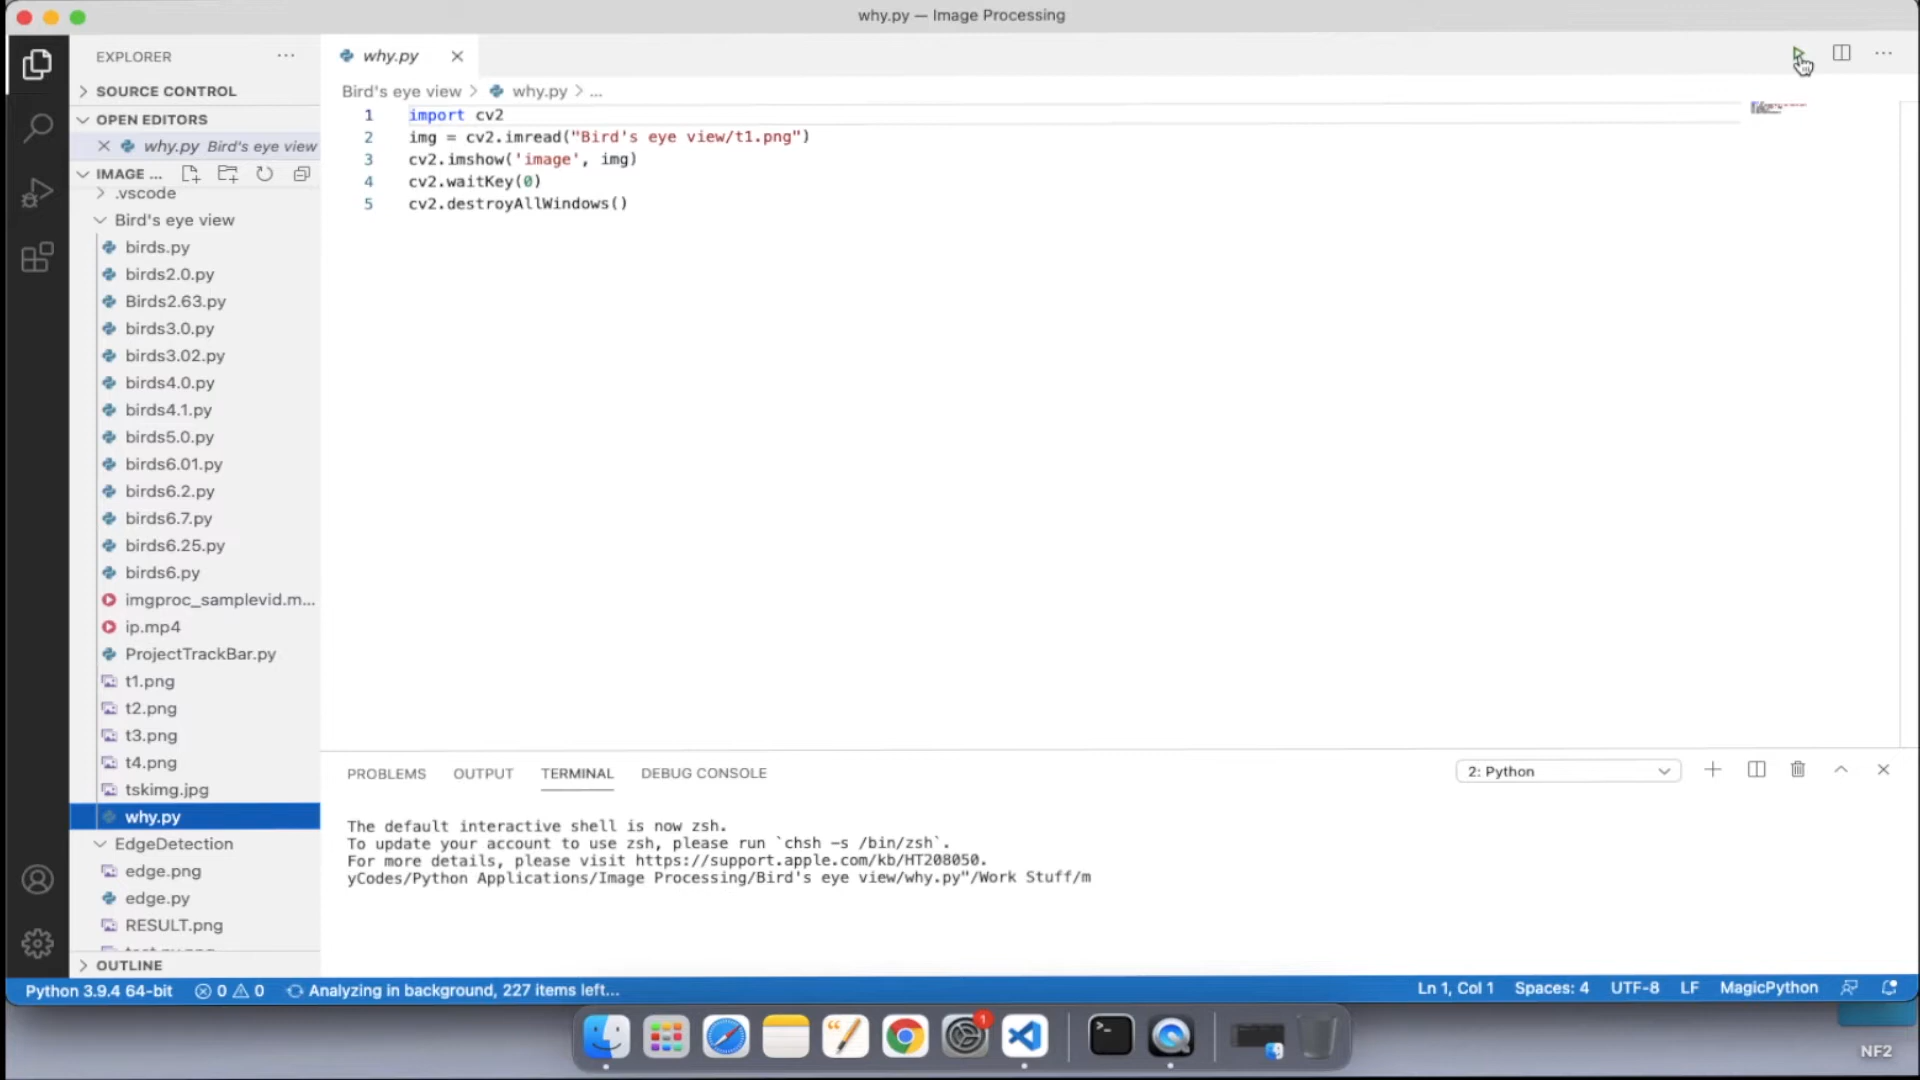 why.py — Image Processing
EXPLORER
SOURCE CONTROL
OPEN EDITORS
why.py Bird's eye view
IMAGE ...
.vscode
Bird's eye view
birds.py
birds2.0.py
Birds2.63.py
birds3.0.py
birds3.02.py
birds4.0.py
birds4.1.py
birds5.0.py
birds6.01.py
birds6.2.py
birds6.7.py
birds6.25.py
birds6.py
imgproc_samplevid.m...
ip.mp4
ProjectTrackBar.py
t1.png
t2.png
t3.png
t4.png
tskimg.jpg
why.py
EdgeDetection
edge.png
edge.py
RESULT.png
OUTLINE
why.py
Bird's eye view > why.py > ...
1 import cv2
2 img = cv2.imread("Bird's eye view/t1.png")
3 cv2.imshow('image', img)
4 cv2.waitKey(0)
5 cv2.destroyAllWindows()
PROBLEMS OUTPUT TERMINAL DEBUG CONSOLE
2: Python
The default interactive shell is now zsh.
To update your account to use zsh, please run `chsh -s /bin/zsh`.
For more details, please visit https://support.apple.com/kb/HT208050.
yCodes/Python Applications/Image Processing/Bird's eye view/why.py"/Work Stuff/m
Python 3.9.4 64-bit 0 0 Analyzing in background, 227 items left...
Ln 1, Col 1 Spaces: 4 UTF-8 LF MagicPython
1
NF2